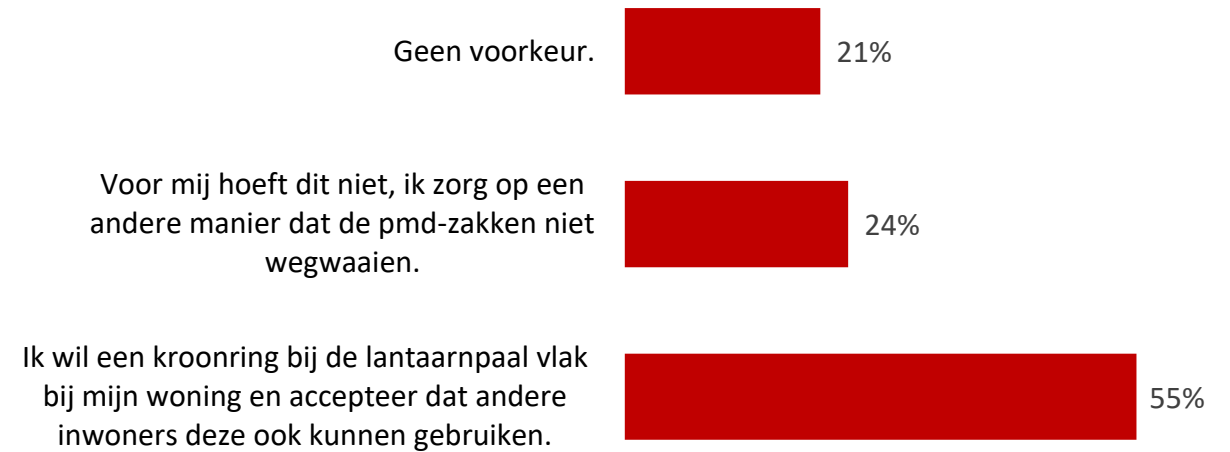 Geen voorkeur.
21%
Voor mij hoeft dit niet, ik zorg op een
andere manier dat de pmd-zakken niet
wegwaaien.
24%
Ik wil een kroonring bij de lantaarnpaal vlak
bij mijn woning en accepteer dat andere
inwoners deze ook kunnen gebruiken.
55%